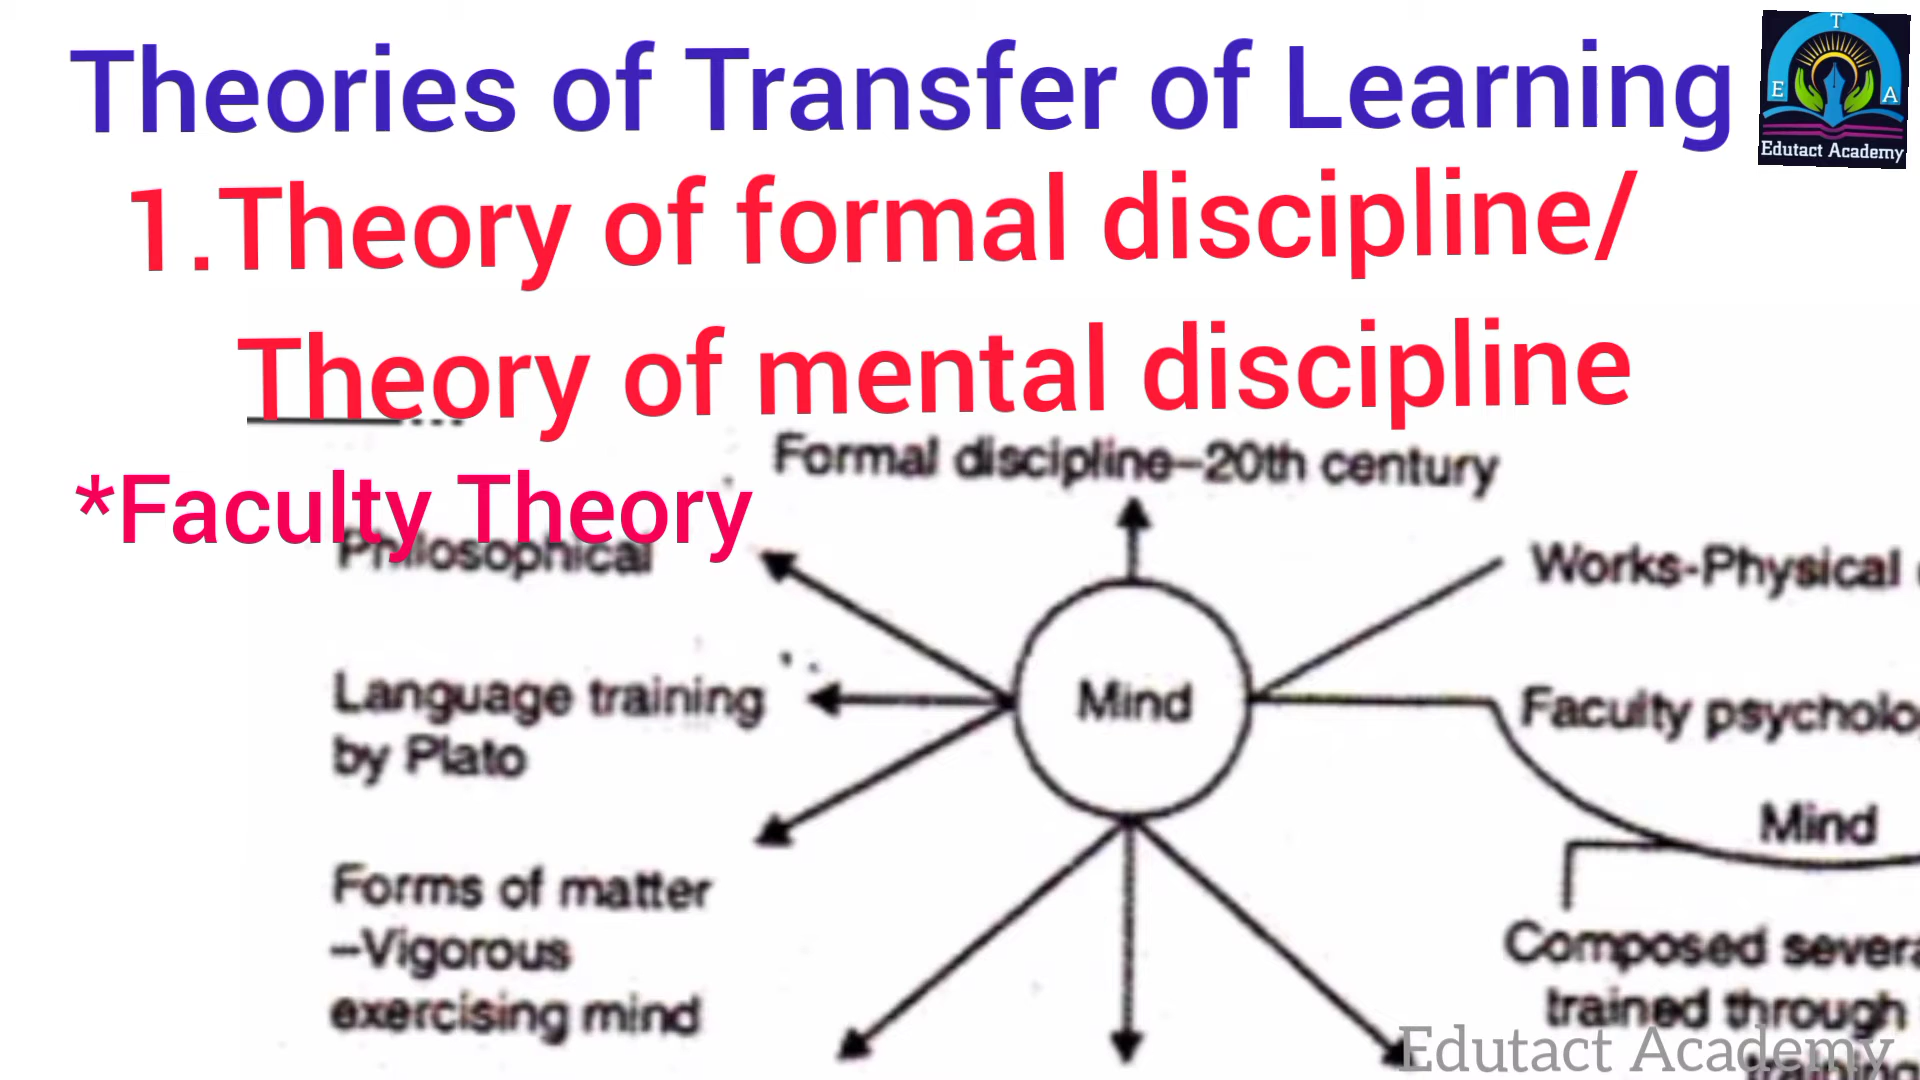 Theories of Transfer of Learning
T
E A
Edutact Academy
1.Theory of formal discipline/
Theory of mental discipline
Formal discipline–20th century
*Faculty Theory
Philosophical
Works-Physical
Language training
by Plato
Mind
Faculty
Mind
Forms of matter
–Vigorous
exercising mind
Composed
trained through
Edutact Academy